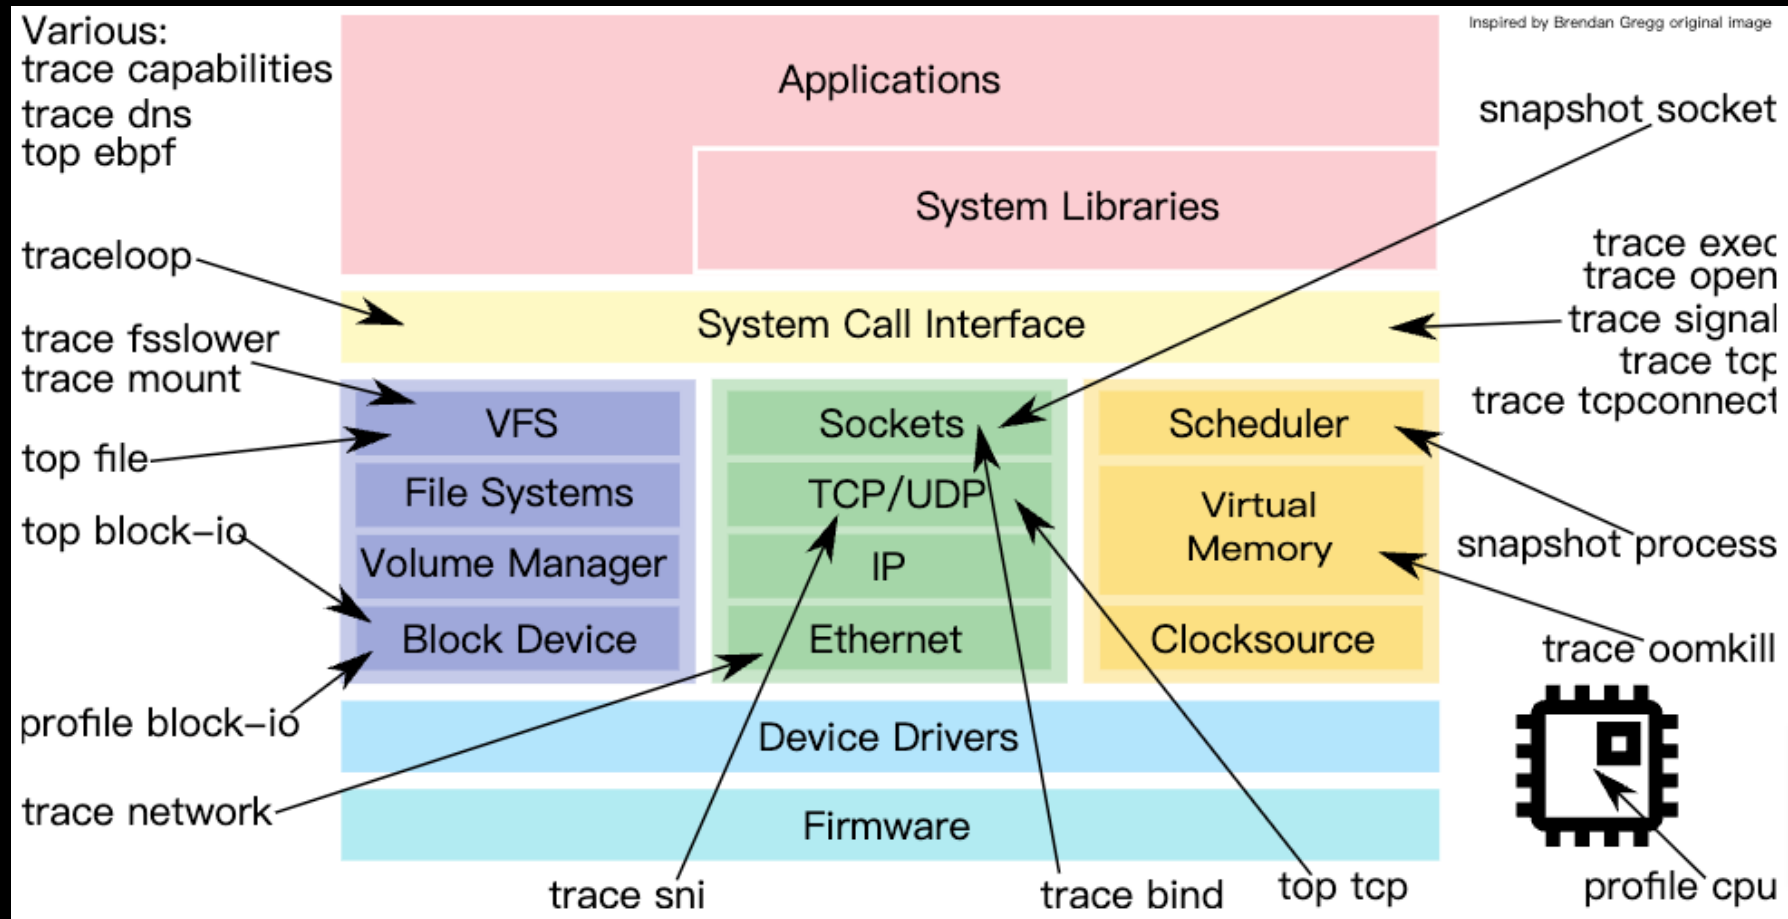 Various:
trace capabilities
trace dns
top ebpf
traceloop
trace fsslower
trace mount
top file
top block-io
profile block-io
trace network
Applications
System Libraries
System Call Interface
VFS
File Systems
Volume Manager
Block Device
Sockets
TCP/UDP
IP
Ethernet
Scheduler
Virtual
Memory
Clocksource
Device Drivers
Firmware
trace sni
trace bind
top tcp
Inspired by Brendan Gregg original image
snapshot socket
trace exec
trace open
trace signal
trace tcp
trace tcpconnect
snapshot process
trace oomkill
profile cpu